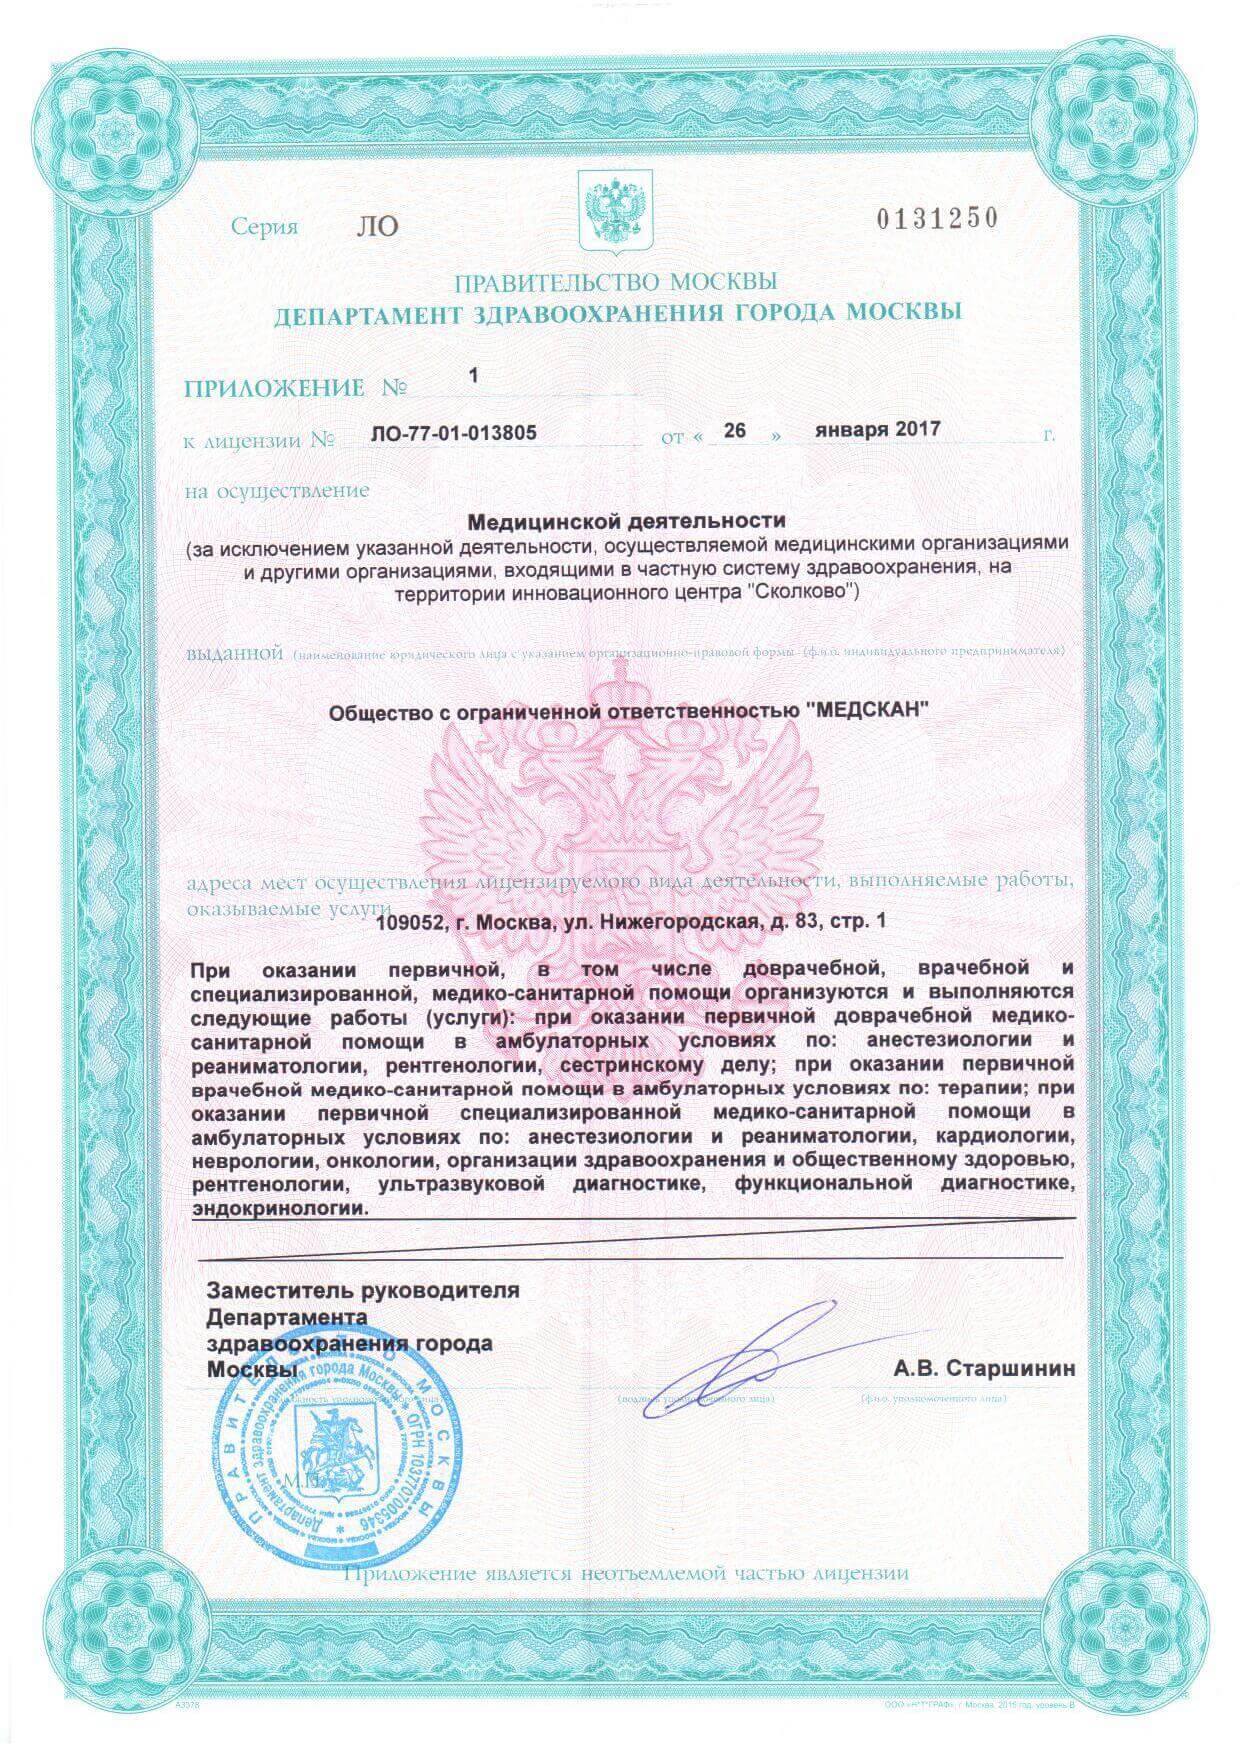 Серия ЛО 0131250
ПРАВИТЕЛЬСТВО МОСКВЫ
ДЕПАРТАМЕНТ ЗДРАВООХРАНЕНИЯ ГОРОДА МОСКВЫ
ПРИЛОЖЕНИЕ № 1
к лицензии № ЛО-77-01-013805 от « 26 » января 2017 г.
на осуществление
Медицинской деятельности
(за исключением указанной деятельности, осуществляемой медицинскими организациями
и другими организациями, входящими в частную систему здравоохранения, на
территории инновационного центра "Сколково")
выданной (наименование юридического лица с указанием организационно-правовой формы (ф.и.о. индивидуального предпринимателя)
Общество с ограниченной ответственностью "МЕДСКАН"
адреса мест осуществления лицензируемого вида деятельности, выполняемые работы,
оказываемые услуги
109052, г. Москва, ул. Нижегородская, д. 83, стр. 1
При оказании первичной, в том числе доврачебной, врачебной и
специализированной, медико-санитарной помощи организуются и выполняются
следующие работы (услуги): при оказании первичной доврачебной медико-
санитарной помощи в амбулаторных условиях по: анестезиологии и
реаниматологии, рентгенологии, сестринскому делу; при оказании первичной
врачебной медико-санитарной помощи в амбулаторных условиях по: терапии; при
оказании первичной специализированной медико-санитарной помощи в
амбулаторных условиях по: анестезиологии и реаниматологии, кардиологии,
неврологии, онкологии, организации здравоохранения и общественному здоровью,
рентгенологии, ультразвуковой диагностике, функциональной диагностике,
эндокринологии.
Заместитель руководителя
Департамента
здравоохранения города
Москвы
А.В. Старшинин
(подпись уполномоченного лица) (ф.и.о. уполномоченного лица)
ПРАВИТЕЛЬСТВО МОСКВЫ
Департамент здравоохранения города Москвы * ОГРН 1037707005346 *
М.П.
Приложение является неотъемлемой частью лицензии
А3578
ООО «Н*Т*ГРАФ», г. Москва, 2015 год, уровень В